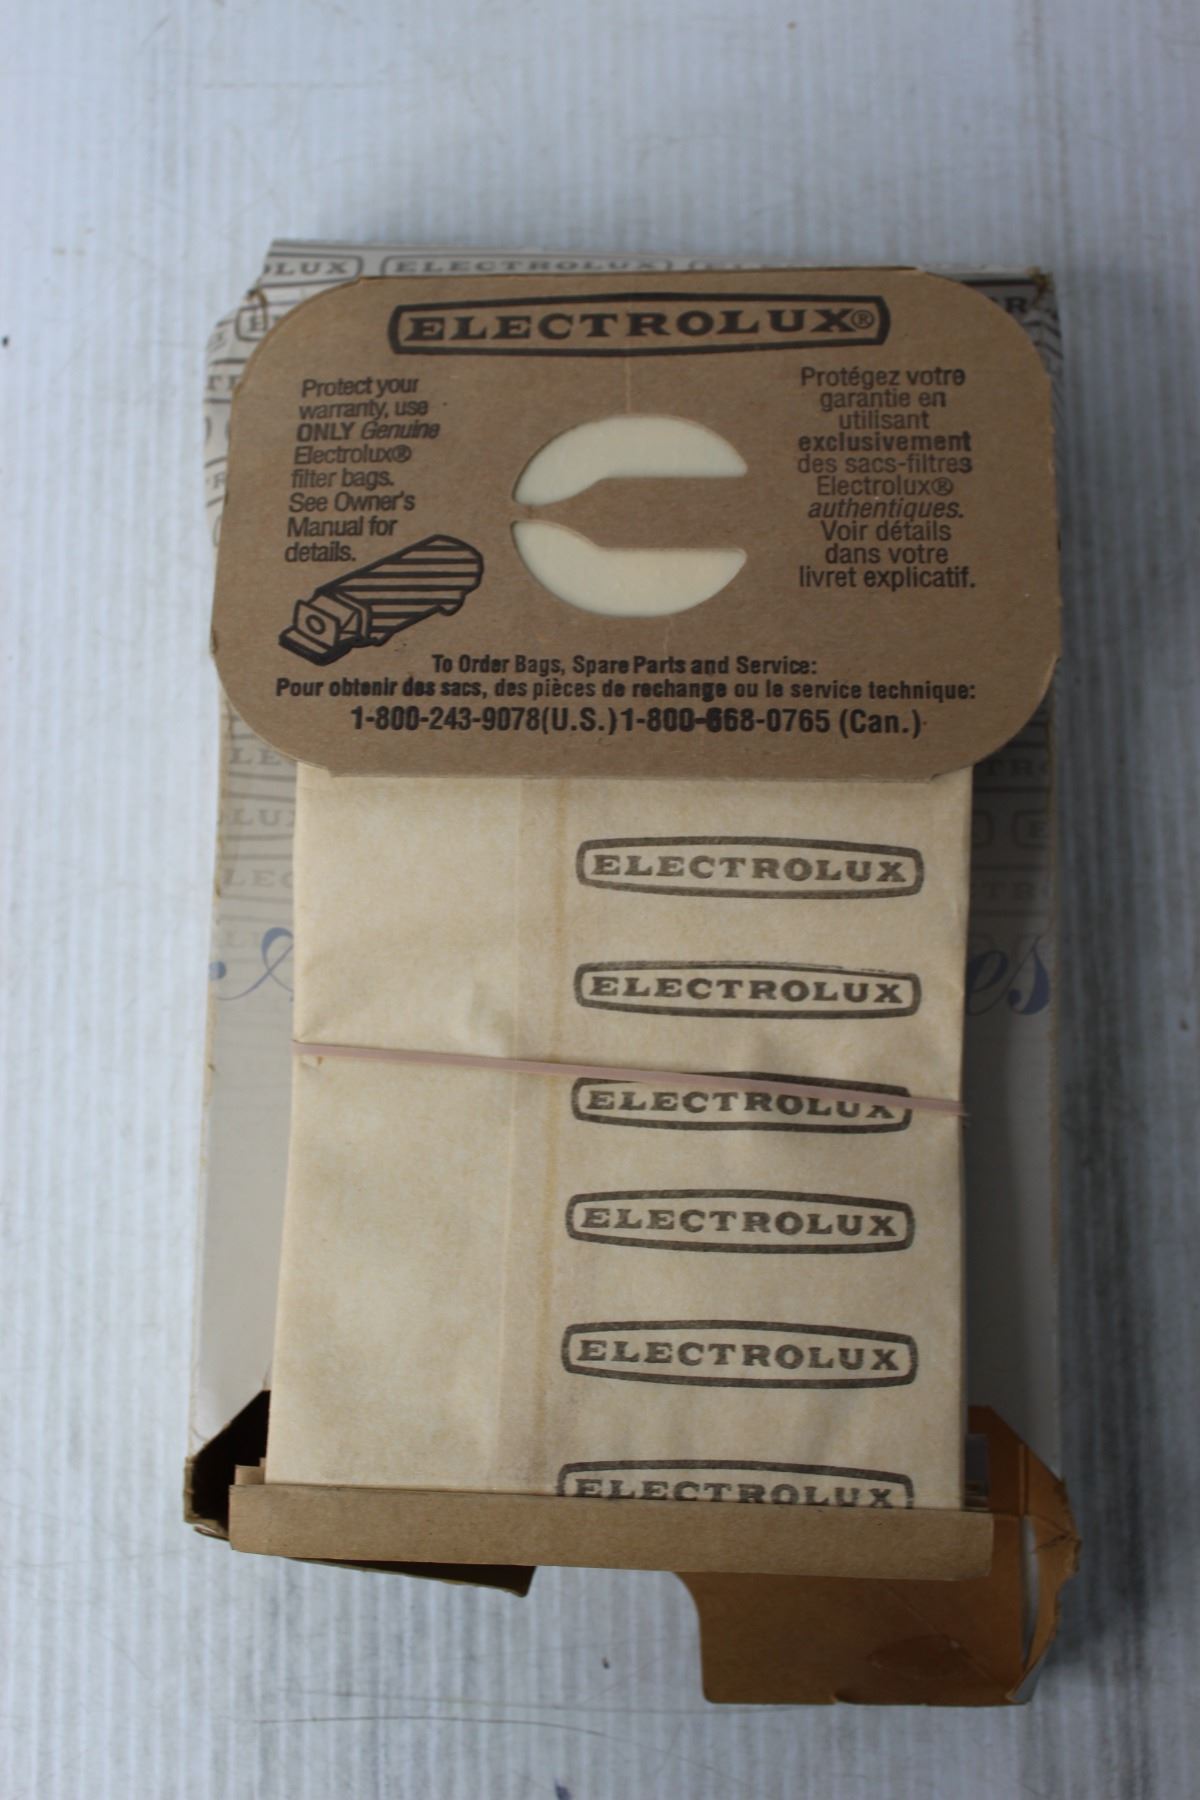 LUX ELECTROLUX
ELECTROLUX®
Protect your
warranty, use
ONLY Genuine
Electrolux®
filter bags.
See Owner's
Manual for
details.
Protégez votre
garantie en
utilisant
exclusivement
des sacs-filtres
Electrolux®
authentiques.
Voir détails
dans votre
livret explicatif.
To Order Bags, Spare Parts and Service:
Pour obtenir des sacs, des pièces de rechange ou le service technique:
1-800-243-9078(U.S.)1-800-668-0765 (Can.)
ELECTROLUX
ELECTROLUX
es
ELECTROLUX
ELECTROLUX
ELECTROLUX
ELECTROLUX